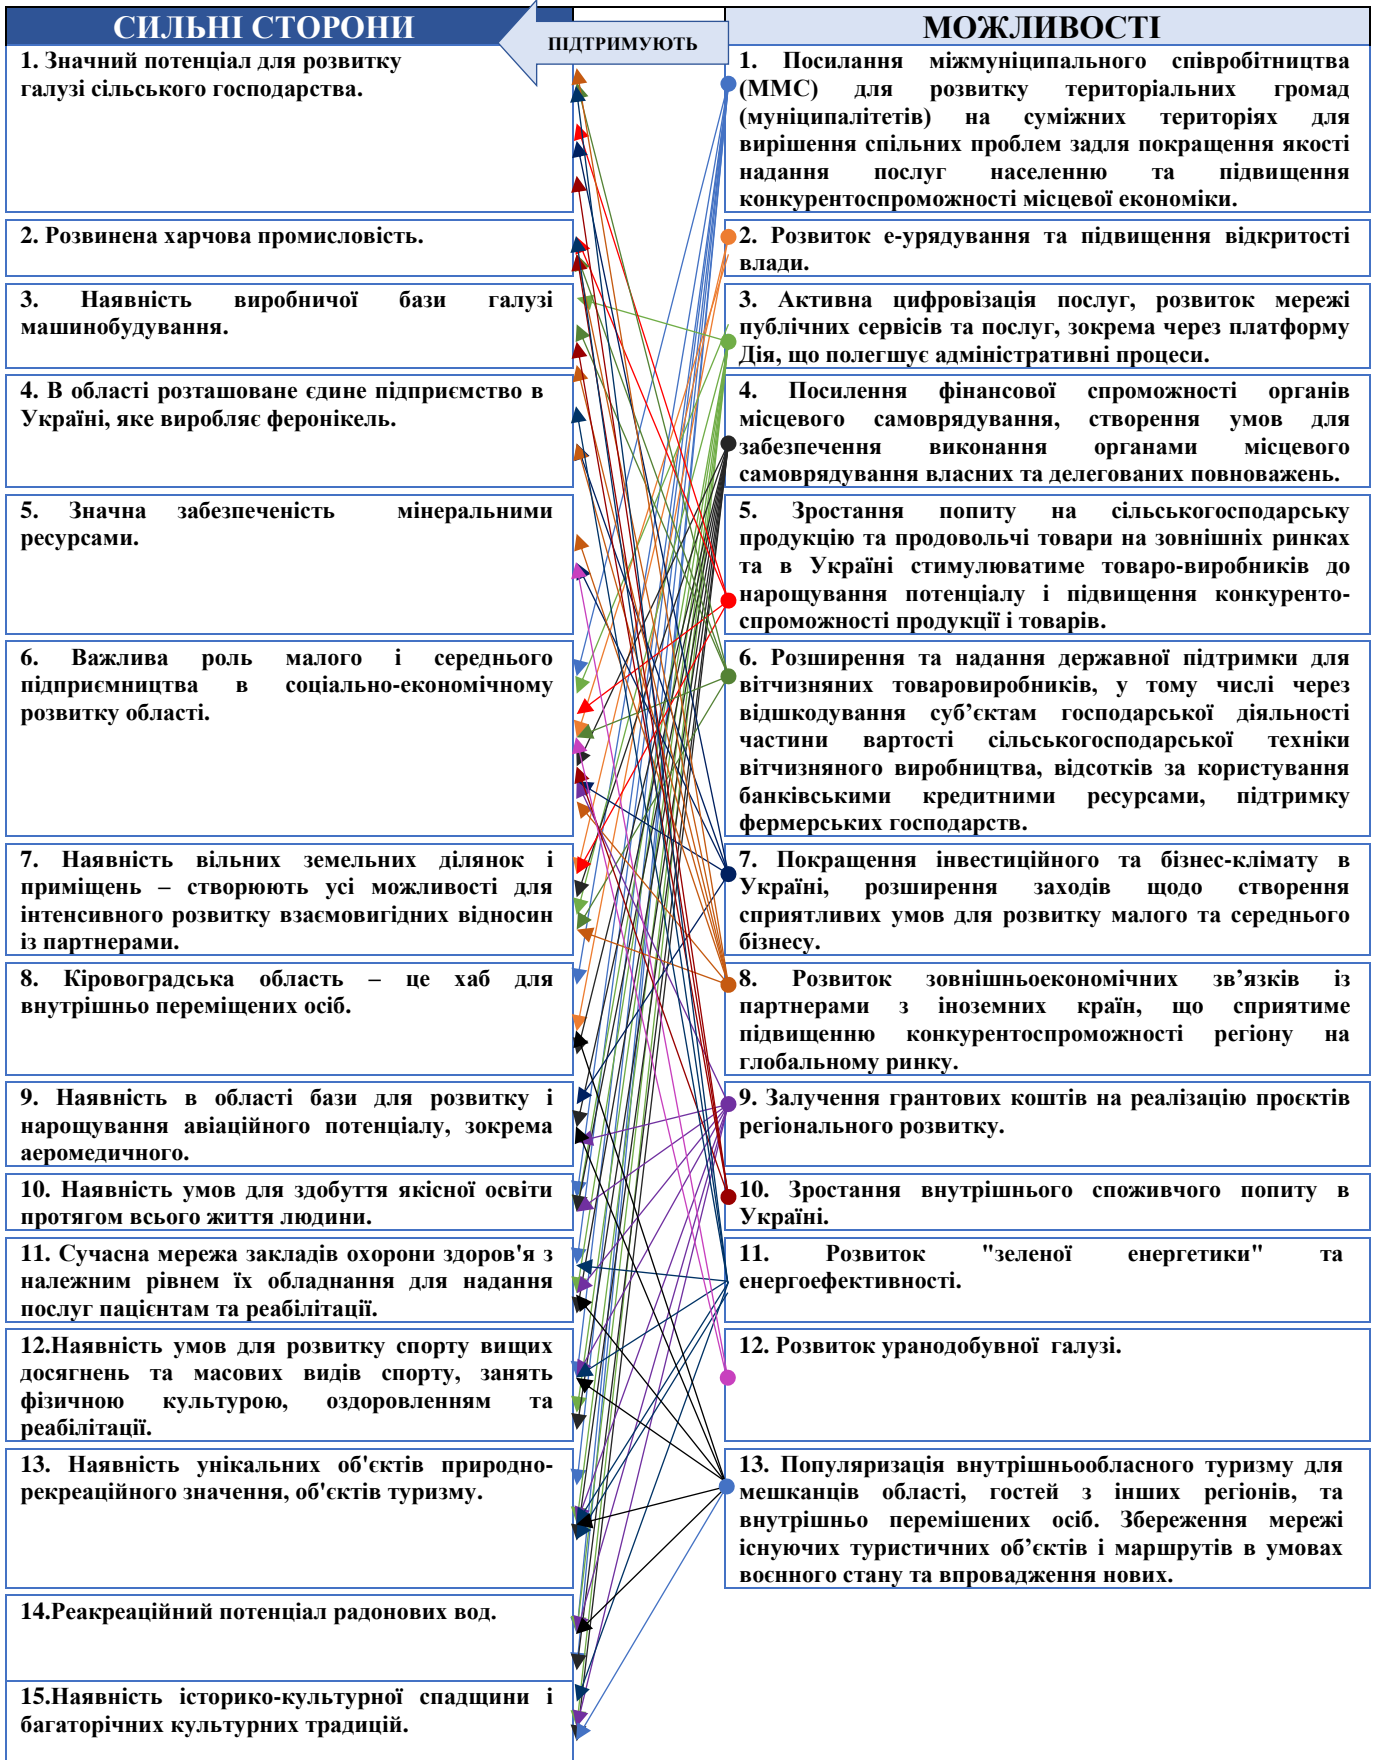 СИЛЬНІ СТОРОНИ
ПІДТРИМУЮТЬ
МОЖЛИВОСТІ
1. Значний потенціал для розвитку
галузі сільського господарства.
2. Розвинена харчова промисловість.
3. Наявність виробничої бази галузі
машинобудування.
4. В області розташоване єдине підприємство в
Україні, яке виробляє феронікель.
5. Значна забезпеченість мінеральними
ресурсами.
6. Важлива роль малого і середнього
підприємництва в соціально-економічному
розвитку області.
7. Наявність вільних земельних ділянок і
приміщень – створюють усі можливості для
інтенсивного розвитку взаємовигідних відносин
із партнерами.
8. Кіровоградська область – це хаб для
внутрішньо переміщених осіб.
9. Наявність в області бази для розвитку і
нарощування авіаційного потенціалу, зокрема
аеромедичного.
10. Наявність умов для здобуття якісної освіти
протягом всього життя людини.
11. Сучасна мережа закладів охорони здоров'я з
належним рівнем їх обладнання для надання
послуг пацієнтам та реабілітації.
12.Наявність умов для розвитку спорту вищих
досягнень та масових видів спорту, занять
фізичною культурою, оздоровленням та
реабілітації.
13. Наявність унікальних об'єктів природно-
рекреаційного значення, об'єктів туризму.
14.Реакреаційний потенціал радонових вод.
15.Наявність історико-культурної спадщини і
багаторічних культурних традицій.
1. Посилання міжмуніципального співробітництва
(ММС) для розвитку територіальних громад
(муніципалітетів) на суміжних територіях для
вирішення спільних проблем задля покращення якості
надання послуг населенню та підвищення
конкурентоспроможності місцевої економіки.
2. Розвиток е-урядування та підвищення відкритості
влади.
3. Активна цифровізація послуг, розвиток мережі
публічних сервісів та послуг, зокрема через платформу
Дія, що полегшує адміністративні процеси.
4. Посилення фінансової спроможності органів
місцевого самоврядування, створення умов для
забезпечення виконання органами місцевого
самоврядування власних та делегованих повноважень.
5. Зростання попиту на сільськогосподарську
продукцію та продовольчі товари на зовнішніх ринках
та в Україні стимулюватиме товаро-виробників до
нарощування потенціалу і підвищення конкуренто-
спроможності продукції і товарів.
6. Розширення та надання державної підтримки для
вітчизняних товаровиробників, у тому числі через
відшкодування суб’єктам господарської діяльності
частини вартості сільськогосподарської техніки
вітчизняного виробництва, відсотків за користування
банківськими кредитними ресурсами, підтримку
фермерських господарств.
7. Покращення інвестиційного та бізнес-клімату в
Україні, розширення заходів щодо створення
сприятливих умов для розвитку малого та середнього
бізнесу.
8. Розвиток зовнішньоекономічних зв’язків із
партнерами з іноземних країн, що сприятиме
підвищенню конкурентоспроможності регіону на
глобальному ринку.
9. Залучення грантових коштів на реалізацію проєктів
регіонального розвитку.
10. Зростання внутрішнього споживчого попиту в
Україні.
11. Розвиток "зеленої енергетики" та
енергоефективності.
12. Розвиток уранодобувної галузі.
13. Популяризація внутрішньообласного туризму для
мешканців області, гостей з інших регіонів, та
внутрішньо перемішених осіб. Збереження мережі
існуючих туристичних об’єктів і маршрутів в умовах
воєнного стану та впровадження нових.